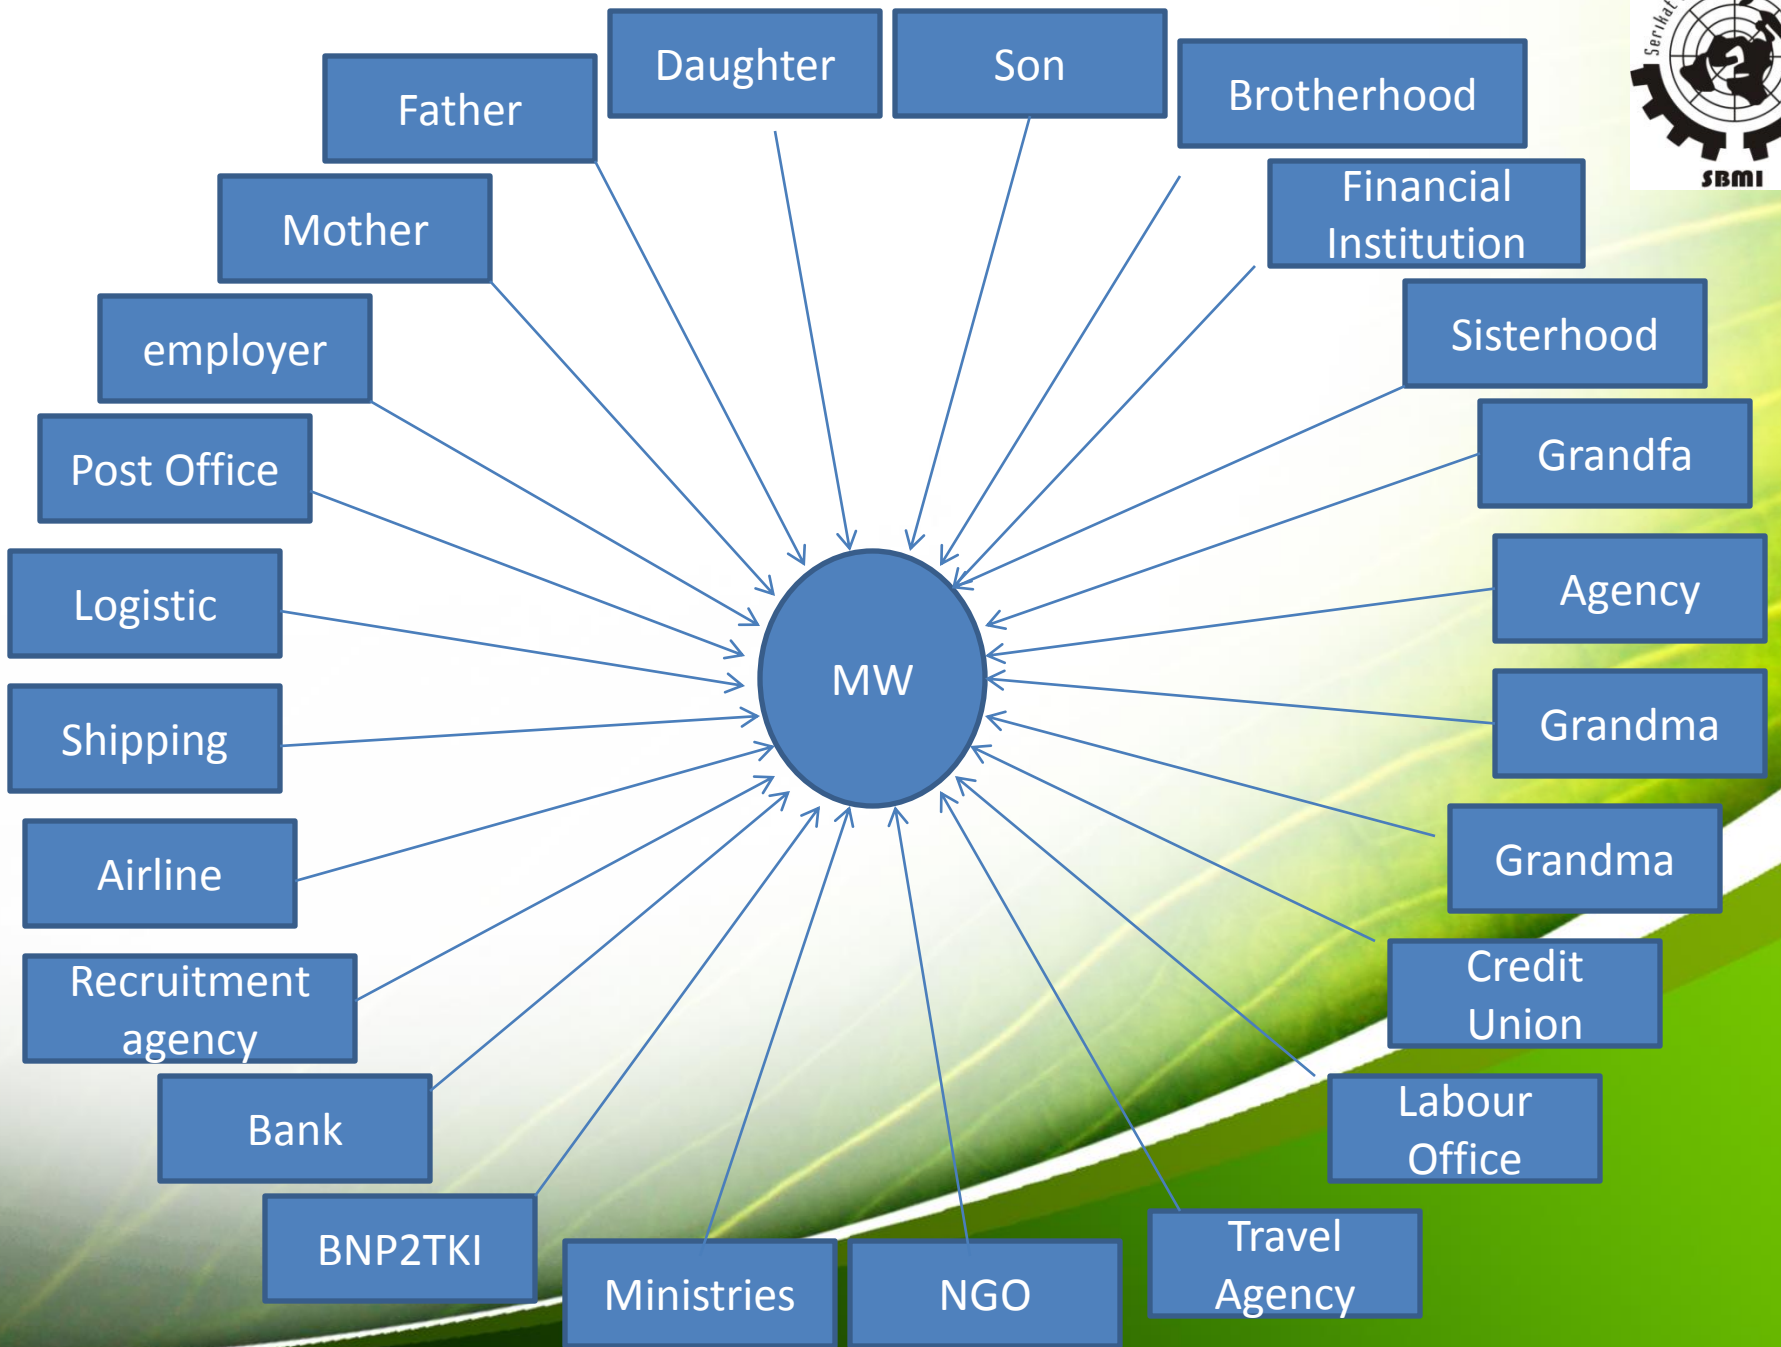 Daughter
Son
Brotherhood
Father
Financial
Institution
Mother
Sisterhood
employer
Grandfa
Post Office
Agency
Logistic
MW
Grandma
Shipping
Grandma
Airline
Credit
Union
Recruitment
agency
Labour
Office
Bank
Travel
Agency
BNP2TKI
Ministries
NGO
Serikat
SBMI